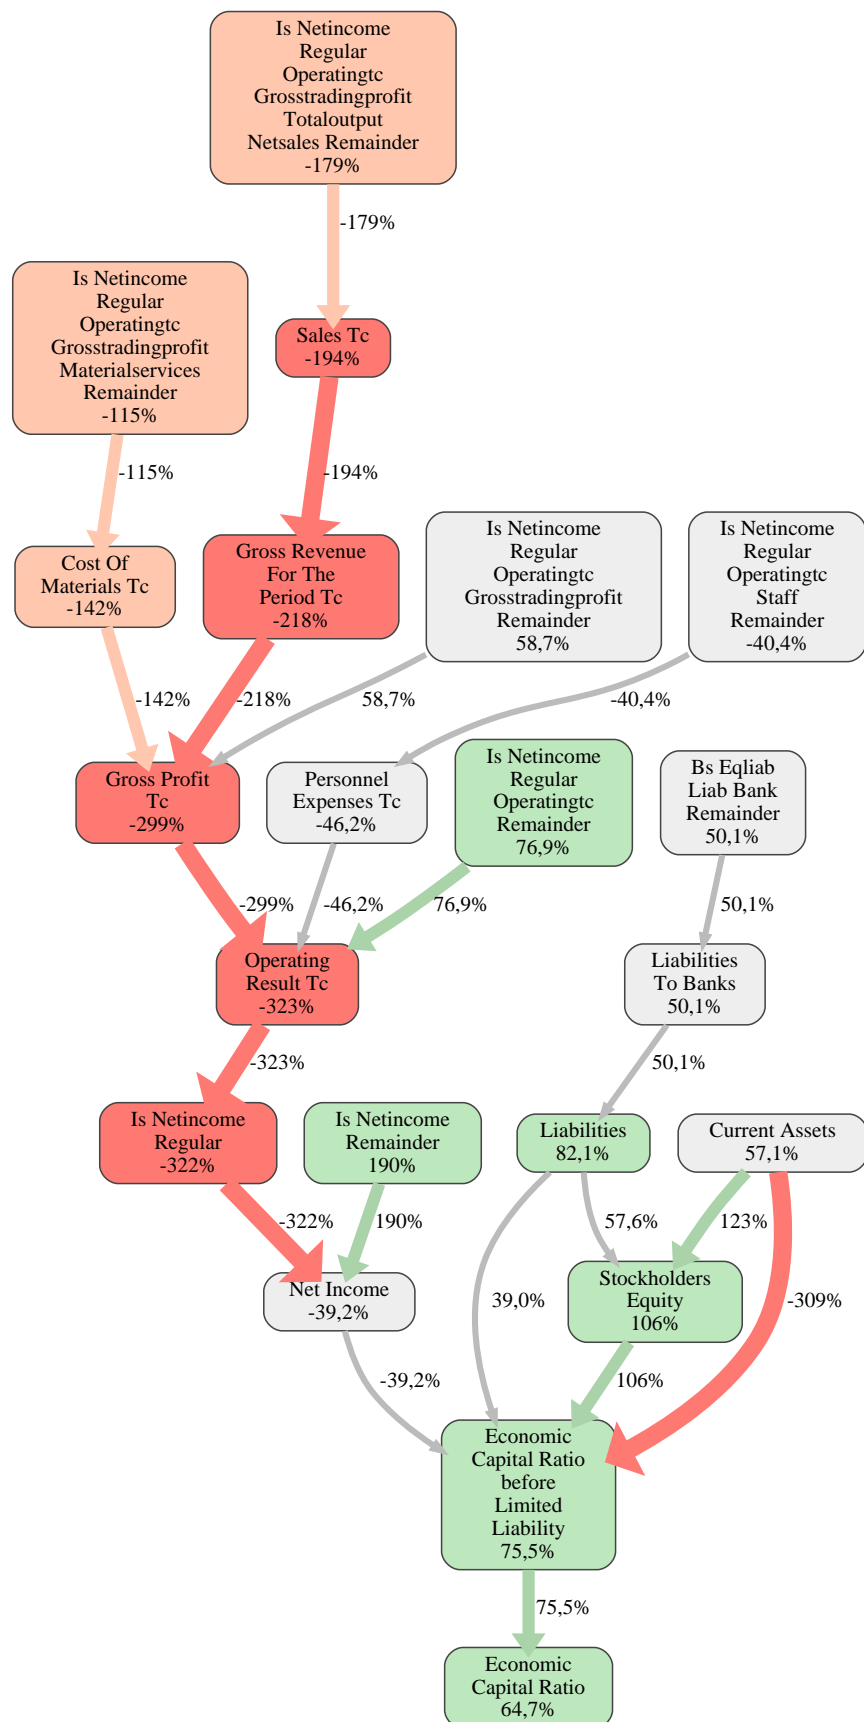 Is Netincome
Regular
Operatingtc
Grosstradingprofit
Totaloutput
Netsales Remainder
-179%
-179%
Is Netincome
Regular
Operatingtc
Grosstradingprofit
Materialservices
Remainder
-115%
Sales Tc
-194%
-115%
-194%
Cost Of
Materials Tc
-142%
Gross Revenue
For The
Period Tc
-218%
Is Netincome
Regular
Operatingtc
Grosstradingprofit
Remainder
58,7%
Is Netincome
Regular
Operatingtc
Staff
Remainder
-40,4%
-142%
-218%
58,7%
-40,4%
Gross Profit
Tc
-299%
Personnel
Expenses Tc
-46,2%
Is Netincome
Regular
Operatingtc
Remainder
76,9%
Bs Eqliab
Liab Bank
Remainder
50,1%
-299%
-46,2%
76,9%
50,1%
Operating
Result Tc
-323%
Liabilities
To Banks
50,1%
-323%
50,1%
Is Netincome
Regular
-322%
Is Netincome
Remainder
190%
Liabilities
82,1%
Current Assets
57,1%
-322%
190%
57,6%
123%
Net Income
-39,2%
39,0%
Stockholders
Equity
106%
-309%
-39,2%
106%
Economic
Capital Ratio
before
Limited
Liability
75,5%
75,5%
Economic
Capital Ratio
64,7%